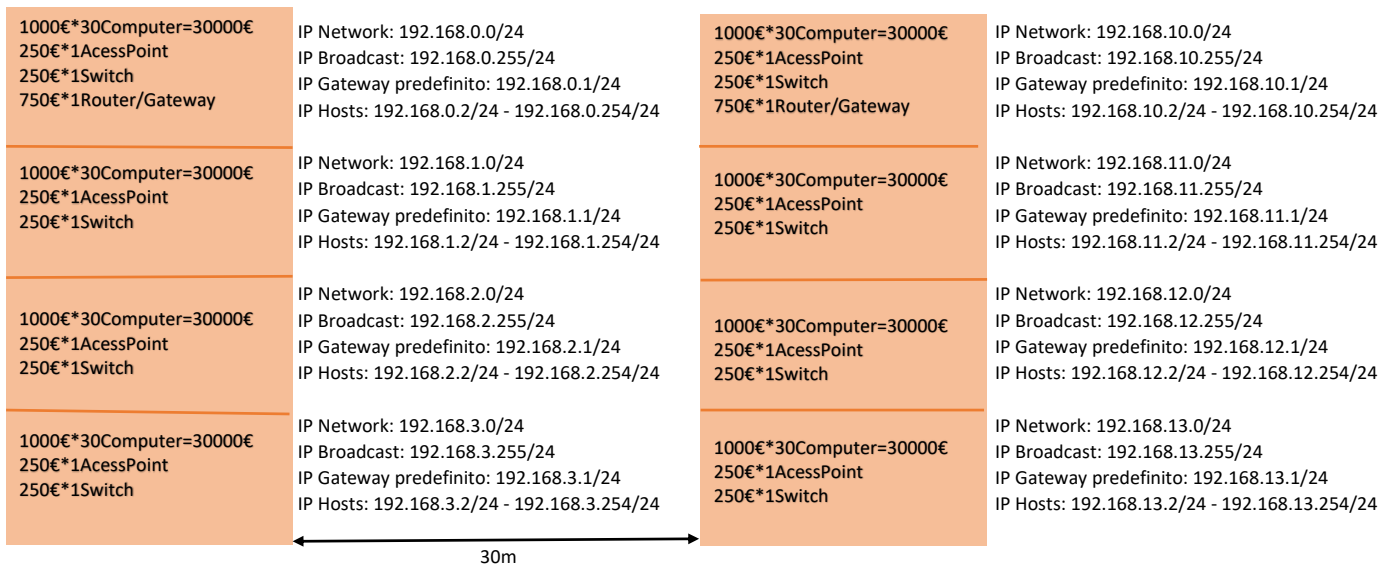 1000€*30Computer=30000€
250€*1AcessPoint
250€*1Switch
750€*1Router/Gateway
IP Network: 192.168.0.0/24
IP Broadcast: 192.168.0.255/24
IP Gateway predefinito: 192.168.0.1/24
IP Hosts: 192.168.0.2/24 - 192.168.0.254/24
1000€*30Computer=30000€
250€*1AcessPoint
250€*1Switch
750€*1Router/Gateway
IP Network: 192.168.10.0/24
IP Broadcast: 192.168.10.255/24
IP Gateway predefinito: 192.168.10.1/24
IP Hosts: 192.168.10.2/24 - 192.168.10.254/24
1000€*30Computer=30000€
250€*1AcessPoint
250€*1Switch
IP Network: 192.168.1.0/24
IP Broadcast: 192.168.1.255/24
IP Gateway predefinito: 192.168.1.1/24
IP Hosts: 192.168.1.2/24 - 192.168.1.254/24
1000€*30Computer=30000€
250€*1AcessPoint
250€*1Switch
IP Network: 192.168.11.0/24
IP Broadcast: 192.168.11.255/24
IP Gateway predefinito: 192.168.11.1/24
IP Hosts: 192.168.11.2/24 - 192.168.11.254/24
1000€*30Computer=30000€
250€*1AcessPoint
250€*1Switch
IP Network: 192.168.2.0/24
IP Broadcast: 192.168.2.255/24
IP Gateway predefinito: 192.168.2.1/24
IP Hosts: 192.168.2.2/24 - 192.168.2.254/24
1000€*30Computer=30000€
250€*1AcessPoint
250€*1Switch
IP Network: 192.168.12.0/24
IP Broadcast: 192.168.12.255/24
IP Gateway predefinito: 192.168.12.1/24
IP Hosts: 192.168.12.2/24 - 192.168.12.254/24
1000€*30Computer=30000€
250€*1AcessPoint
250€*1Switch
IP Network: 192.168.3.0/24
IP Broadcast: 192.168.3.255/24
IP Gateway predefinito: 192.168.3.1/24
IP Hosts: 192.168.3.2/24 - 192.168.3.254/24
1000€*30Computer=30000€
250€*1AcessPoint
250€*1Switch
IP Network: 192.168.13.0/24
IP Broadcast: 192.168.13.255/24
IP Gateway predefinito: 192.168.13.1/24
IP Hosts: 192.168.13.2/24 - 192.168.13.254/24
30m